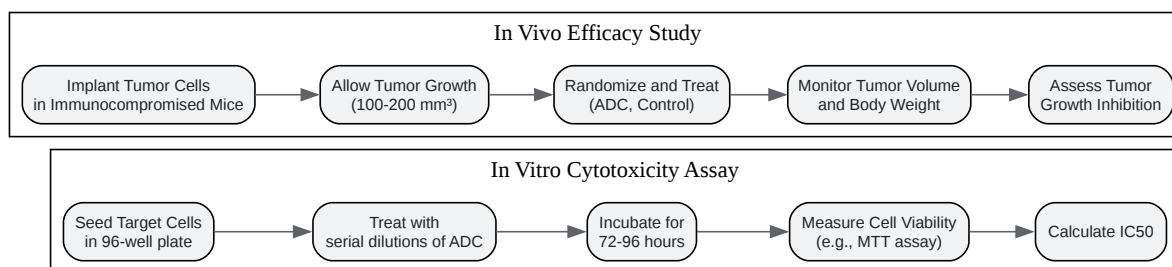 In Vivo Efficacy Study
Implant Tumor Cells
in Immunocompromised Mice
Allow Tumor Growth
(100-200 mm³)
Randomize and Treat
(ADC, Control)
Monitor Tumor Volume
and Body Weight
Assess Tumor
Growth Inhibition
In Vitro Cytotoxicity Assay
Seed Target Cells
in 96-well plate
Treat with
serial dilutions of ADC
Incubate for
72-96 hours
Measure Cell Viability
(e.g., MTT assay)
Calculate IC50